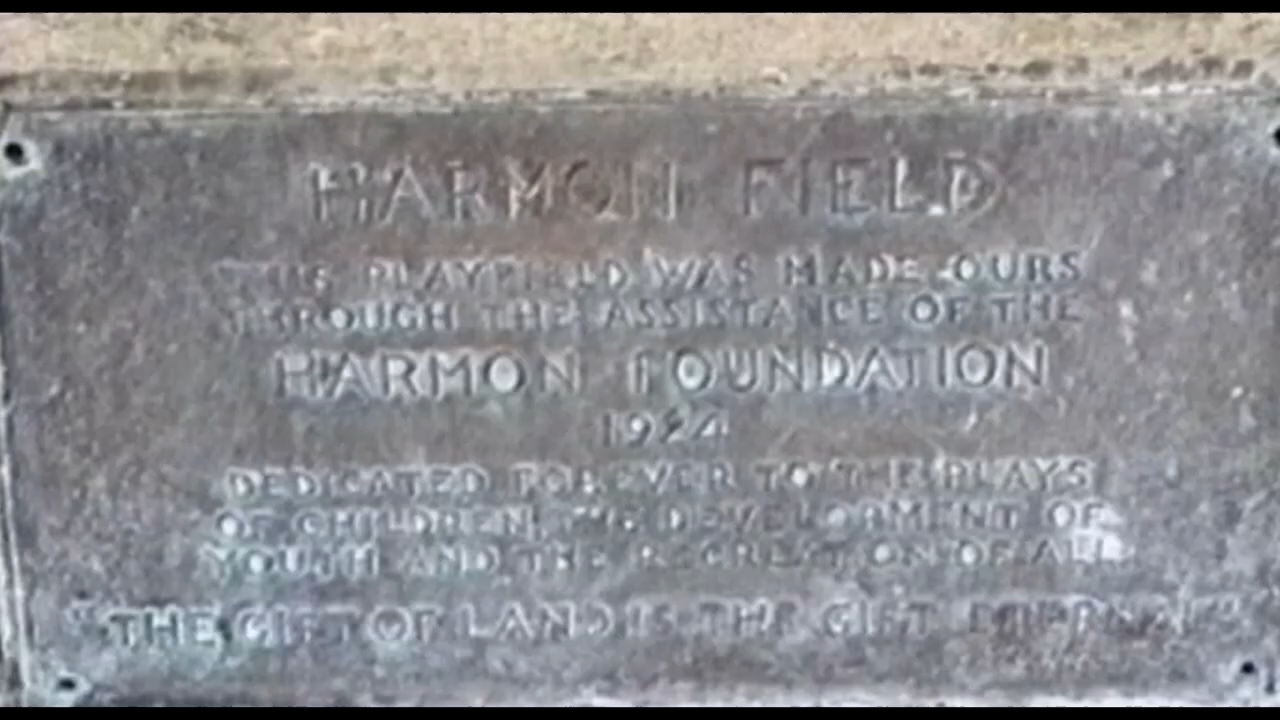 HARMON FIELD
THIS PLAYFIELD WAS MADE OURS
THROUGH THE ASSISTANCE OF THE
HARMON FOUNDATION
1924
DEDICATED FOREVER TO THE PLAYS
OF CHILDREN, THE DEVELOPMENT OF
YOUTH AND THE RECREATION OF ALL
"THE GIFT OF LAND IS THE GIFT ETERNAL"